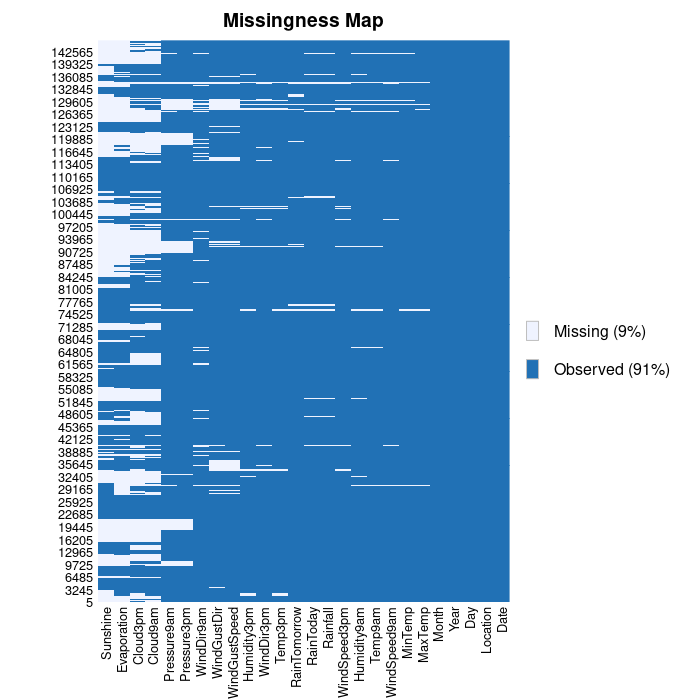 Missingness Map
142565
139325
136085
132845
129605
126365
123125
119885
116645
113405
110165
106925
103685
100445
97205
93965
90725
87485
84245
81005
77765
74525
71285
68045
64805
61565
58325
55085
51845
48605
45365
42125
38885
35645
32405
29165
25925
22685
19445
16205
12965
9725
6485
3245
5
Missing (9%)
Observed (91%)
Sunshine
Evaporation
Cloud3pm
Cloud9am
Pressure9am
Pressure3pm
WindDir9am
WindGustDir
WindGustSpeed
Humidity3pm
WindDir3pm
Temp3pm
RainTomorrow
RainToday
Rainfall
WindSpeed3pm
Humidity9am
Temp9am
WindSpeed9am
MinTemp
MaxTemp
Month
Year
Day
Location
Date